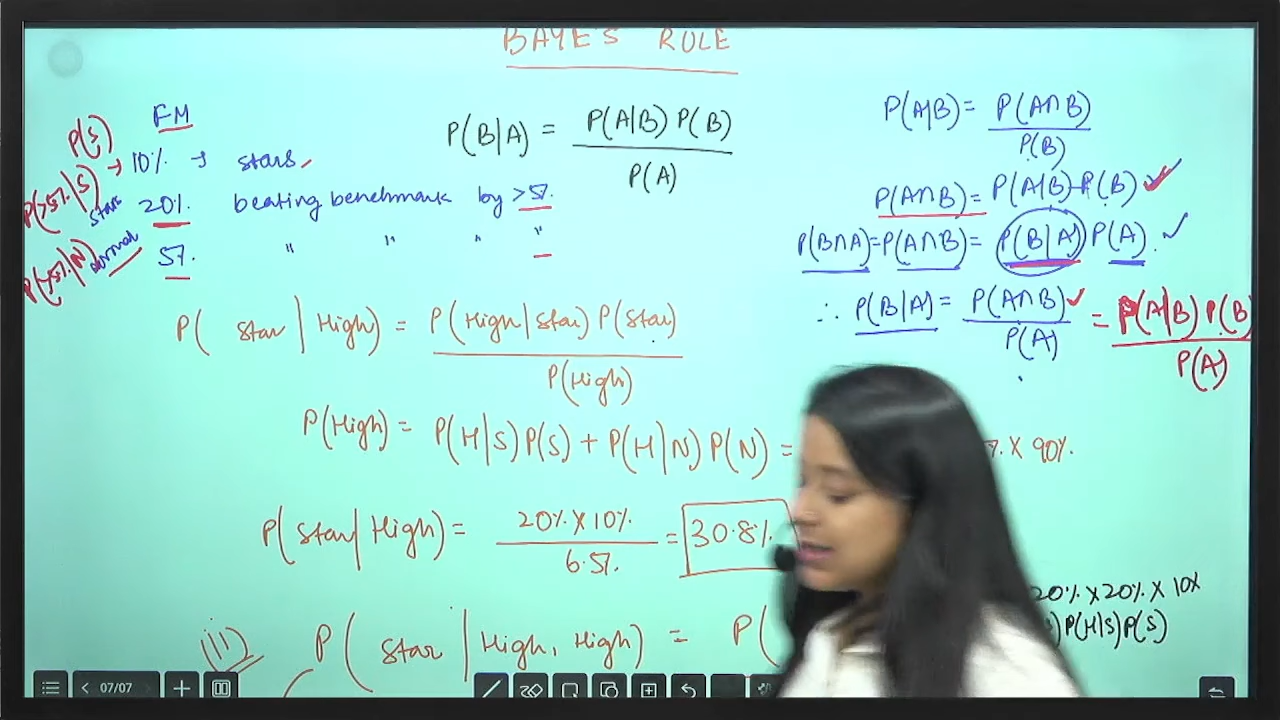 BAYE'S RULE
FM
P(S)
10% → stars
P(>5%|S) stars 20% beating benchmark by >5%
P(>5%|N) normal 5% " " " "
P(B|A) = P(A|B) P(B) / P(A)
P(A|B) = P(A∩B) / P(B)
P(A∩B) = P(A|B) P(B)
P(B∩A) = P(A∩B) = P(B|A) P(A)
∴ P(B|A) = P(A∩B) / P(A) = P(A|B) P(B) / P(A)
P( Star | High) = P(High|Star) P(Star) / P(High)
P(High) = P(H|S) P(S) + P(H|N) P(N) = % X 90%
P( Star | High) = 20% X 10% / 6.5% = 30.8%
(ii) P( Star | High, High) = P(
20% X 20% X 10%
) P(H|S) P(S)
07/07